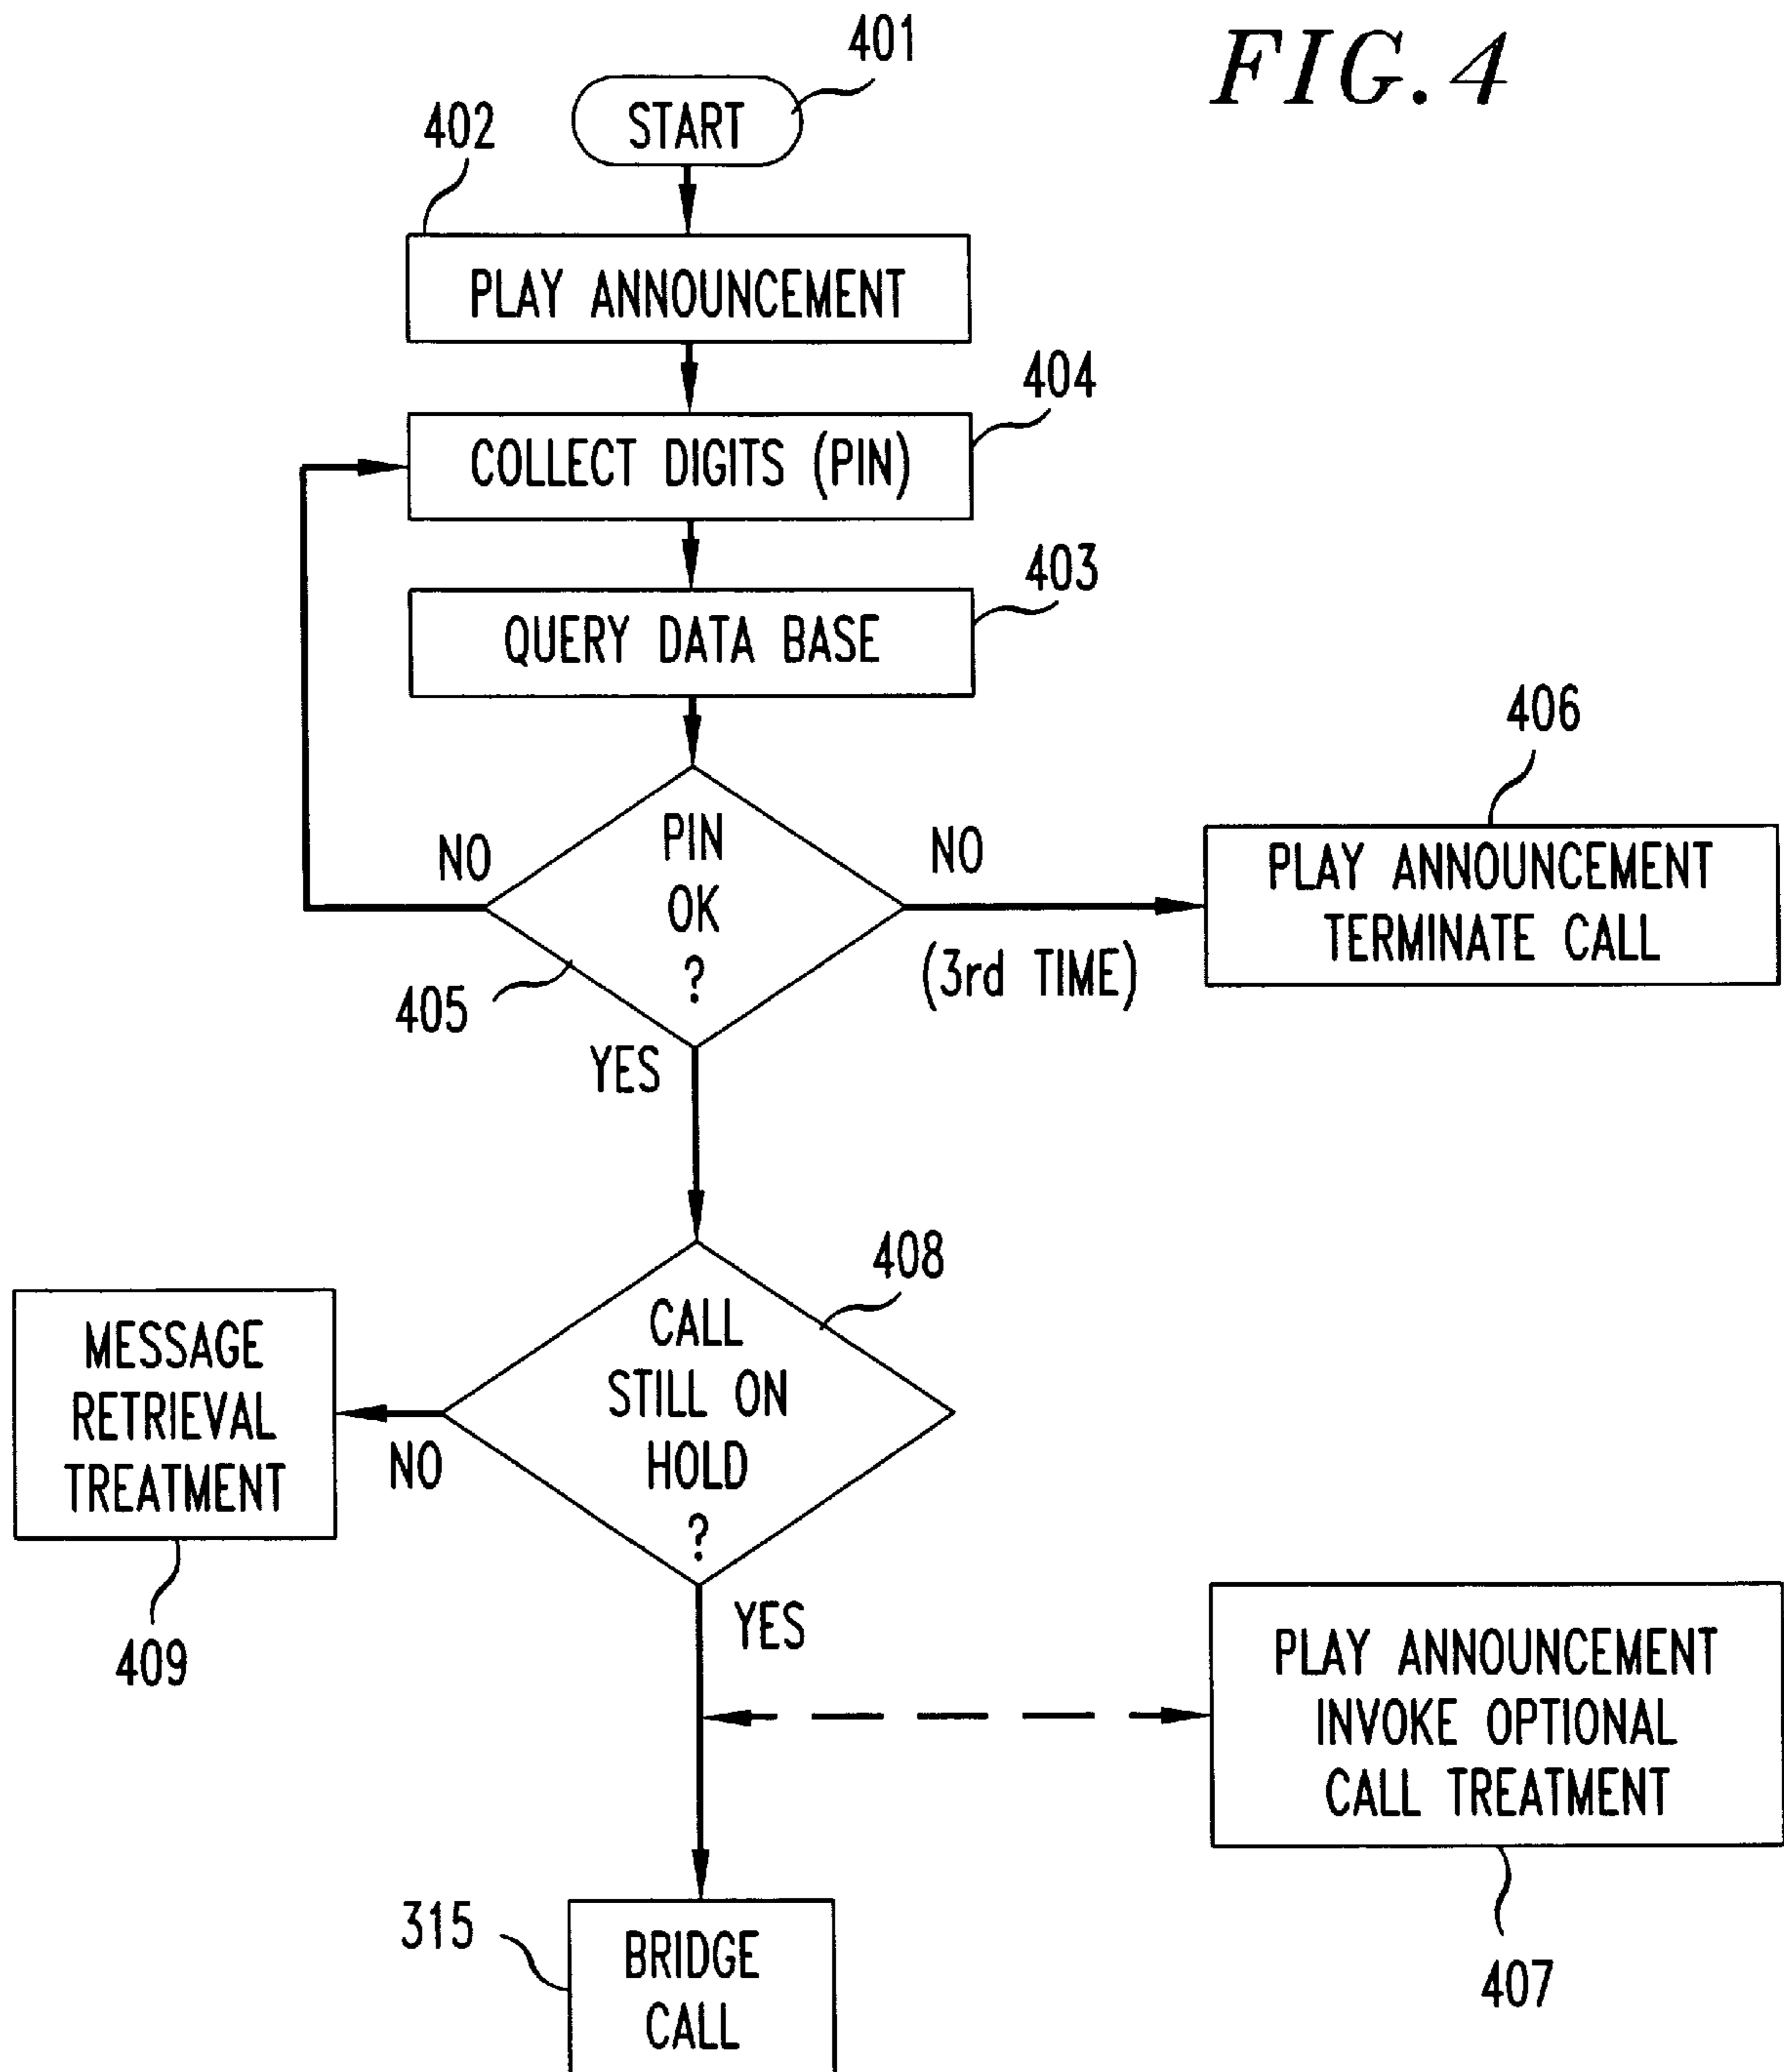 FIG. 4
401
START
402
PLAY ANNOUNCEMENT
404
COLLECT DIGITS (PIN)
403
QUERY DATA BASE
406
PIN
OK
?
NO
NO
(3rd TIME)
PLAY ANNOUNCEMENT
TERMINATE CALL
405
YES
408
CALL
STILL ON
HOLD
?
MESSAGE
RETRIEVAL
TREATMENT
NO
409
YES
PLAY ANNOUNCEMENT
INVOKE OPTIONAL
CALL TREATMENT
407
315
BRIDGE
CALL